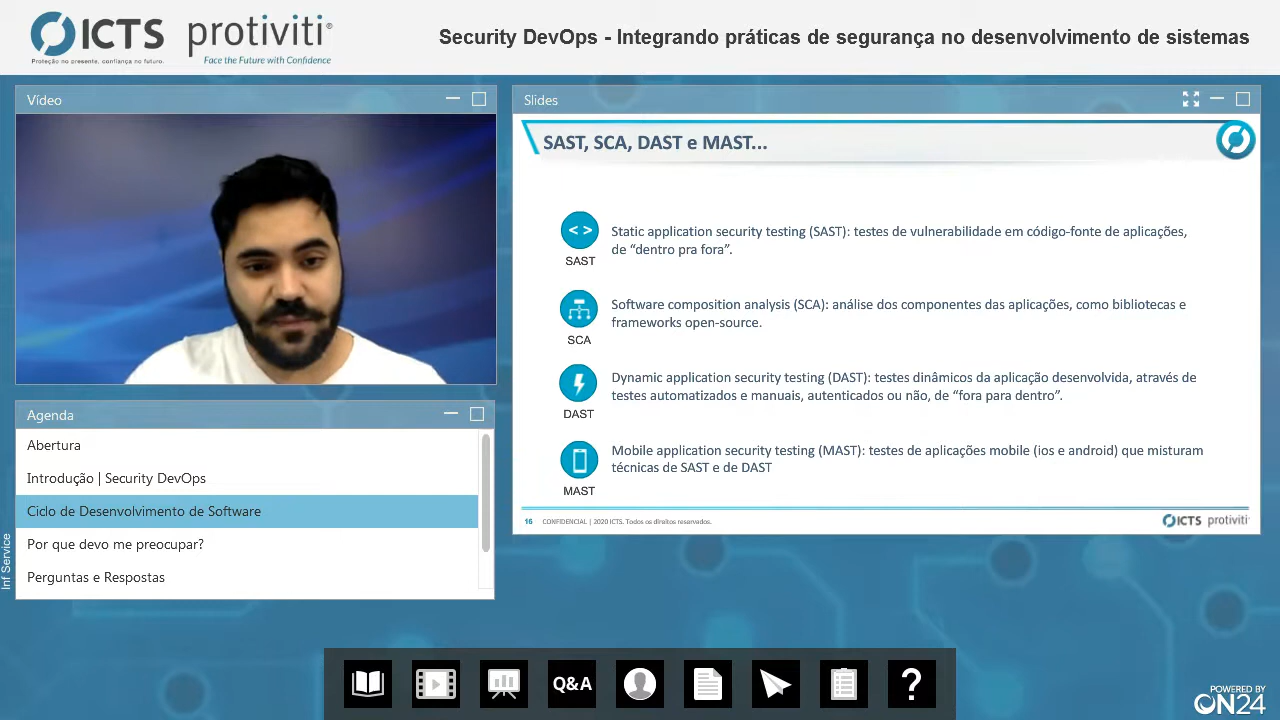 ICTS
Proteção no presente, confiança no futuro.
protiviti®
Face the Future with Confidence
Security DevOps - Integrando práticas de segurança no desenvolvimento de sistemas
Vídeo
Slides
SAST, SCA, DAST e MAST...
< >
SAST
Static application security testing (SAST): testes de vulnerabilidade em código-fonte de aplicações,
de “dentro pra fora”.
SCA
Software composition analysis (SCA): análise dos componentes das aplicações, como bibliotecas e
frameworks open-source.
DAST
Dynamic application security testing (DAST): testes dinâmicos da aplicação desenvolvida, através de
testes automatizados e manuais, autenticados ou não, de “fora para dentro”.
MAST
Mobile application security testing (MAST): testes de aplicações mobile (ios e android) que misturam
técnicas de SAST e de DAST
16 CONFIDENCIAL | 2020 ICTS. Todos os direitos reservados.
ICTS protiviti
Agenda
Abertura
Introdução | Security DevOps
Ciclo de Desenvolvimento de Software
Por que devo me preocupar?
Perguntas e Respostas
Inf Service
Q&A
?
POWERED BY
ON24